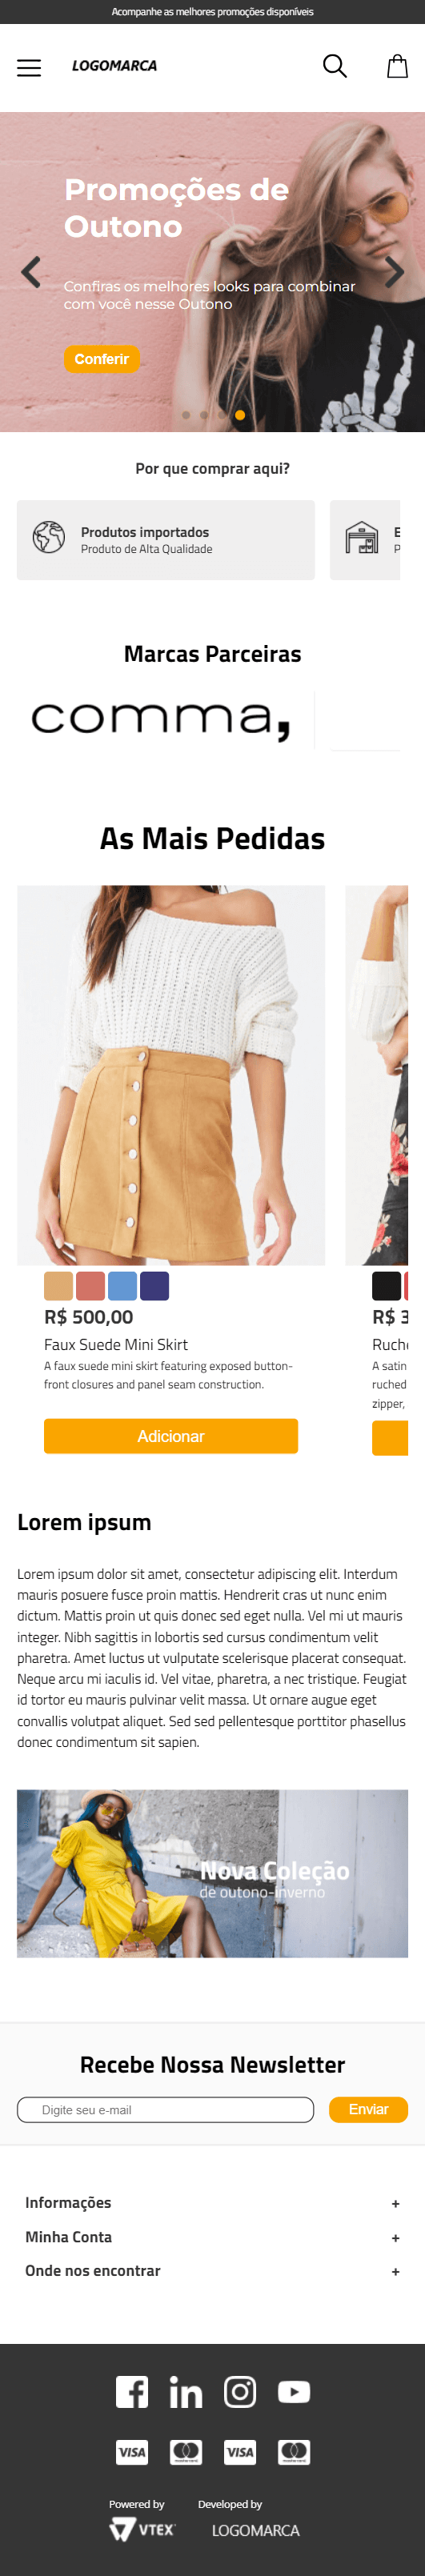 Acompanhe as melhores promoções disponíveis
LOGOMARCA
Promoções de
Outono
Confiras os melhores looks para combinar
com você nesse Outono
Conferir
Por que comprar aqui?
Produtos importados
Produto de Alta Qualidade
E
P
Marcas Parceiras
comma,
As Mais Pedidas
R$ 500,00
Faux Suede Mini Skirt
A faux suede mini skirt featuring exposed button-
front closures and panel seam construction.
Adicionar
R$ 3
Ruche
A satin
ruched
zipper,
Lorem ipsum
Lorem ipsum dolor sit amet, consectetur adipiscing elit. Interdum
mauris posuere fusce proin mattis. Hendrerit cras ut nunc enim
dictum. Mattis proin ut quis donec sed eget nulla. Vel mi ut mauris
integer. Nibh sagittis in lobortis sed cursus condimentum velit
pharetra. Amet luctus ut vulputate scelerisque placerat consequat.
Neque arcu mi iaculis id. Vel vitae, pharetra, a nec tristique. Feugiat
id tortor eu mauris pulvinar velit massa. Ut ornare augue eget
convallis volutpat aliquet. Sed sed pellentesque porttitor phasellus
donec condimentum sit sapien.
Nova Coleção
de outono-inverno
Recebe Nossa Newsletter
Digite seu e-mail
Enviar
Informações +
Minha Conta +
Onde nos encontrar +
VISA VISA
Powered by
VTEX
Developed by
LOGOMARCA